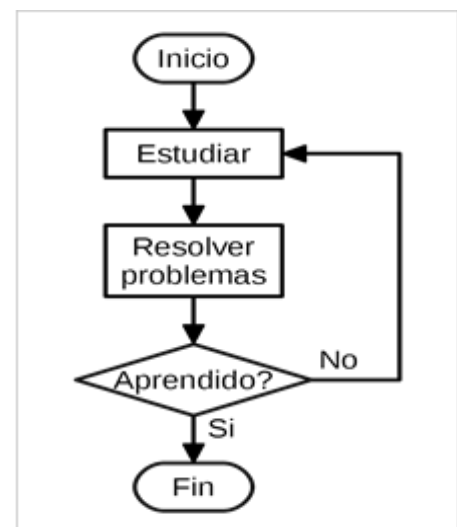 Inicio
Estudiar
Resolver
problemas
Aprendido?
No
Si
Fin